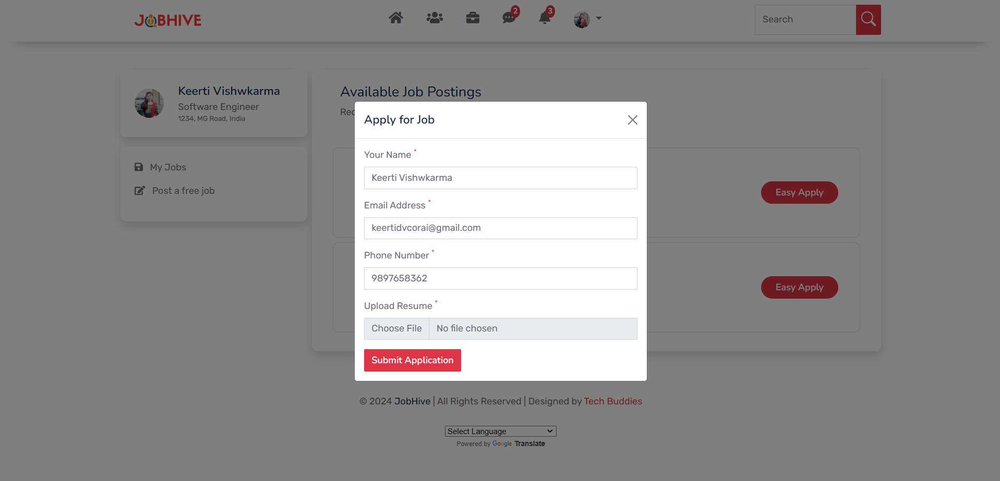 JOBHIVE
2
3
Search
Keerti Vishwkarma
Software Engineer
1234, MG Road, India
My Jobs
Post a free job
Available Job Postings
Rec
Apply for Job
Your Name *
Keerti Vishwkarma
Email Address *
keertidvcorai@gmail.com
Phone Number *
9897658362
Upload Resume *
Choose File No file chosen
Submit Application
Easy Apply
Easy Apply
© 2024 JobHive | All Rights Reserved | Designed by Tech Buddies
Select Language
Powered by Google Translate